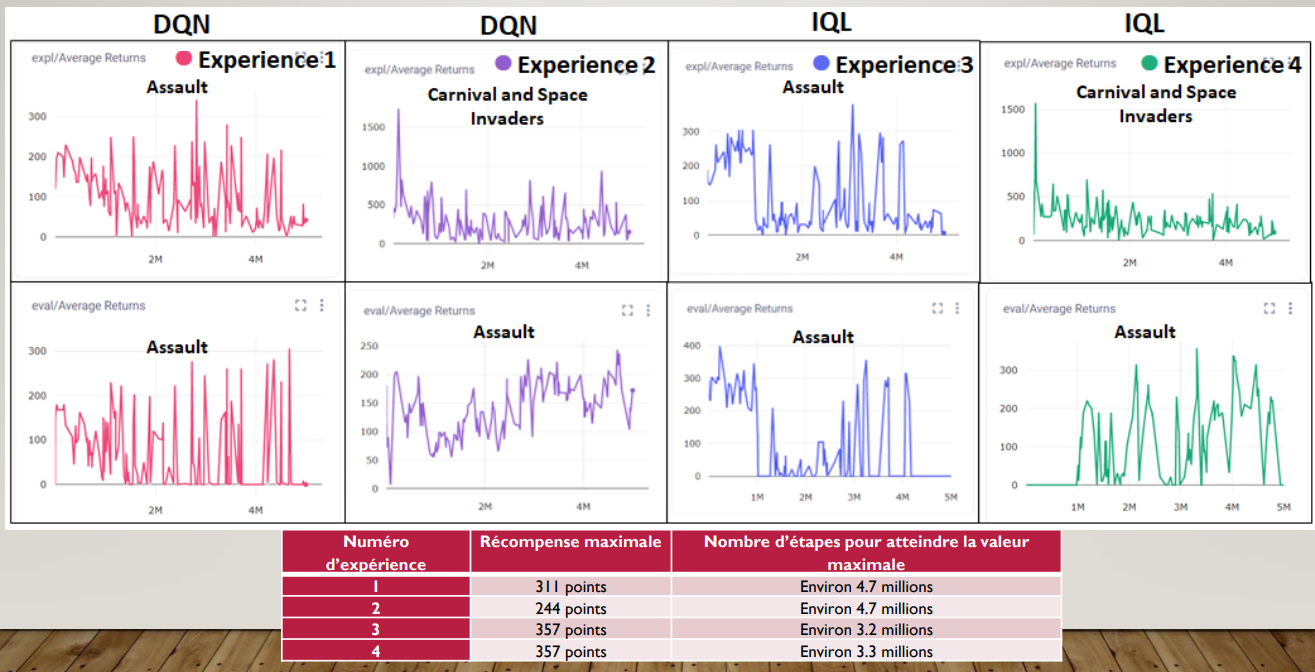 DQN
DQN
IQL
IQL
expl/Average Returns
Experience 1
Assault
300
200
100
0
2M
4M
expl/Average Returns
Experience 2
Carnival and Space
Invaders
1500
1000
500
0
2M
4M
expl/Average Returns
Experience 3
Assault
300
200
100
0
2M
4M
expl/Average Returns
Experience 4
Carnival and Space
Invaders
1500
1000
500
0
2M
4M
eval/Average Returns
Assault
300
200
100
0
2M
4M
eval/Average Returns
Assault
250
200
150
100
50
0
2M
4M
eval/Average Returns
Assault
400
300
200
100
0
1M 2M 3M 4M 5M
eval/Average Returns
Assault
300
200
100
0
1M 2M 3M 4M 5M
Numéro
d'expérience
Récompense maximale
Nombre d'étapes pour atteindre la valeur
maximale
1 311 points Environ 4.7 millions
2 244 points Environ 4.7 millions
3 357 points Environ 3.2 millions
4 357 points Environ 3.3 millions